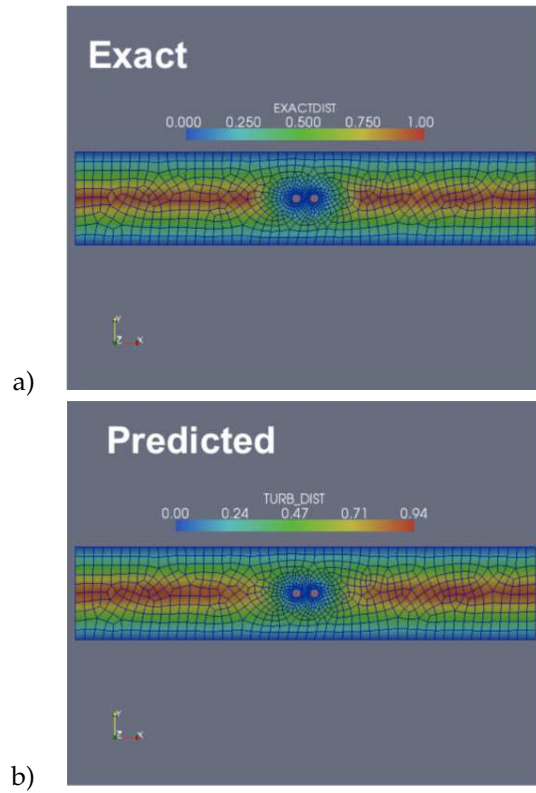 Exact
EXACTDIST
0.000 0.250 0.500 0.750 1.00
Y
Z X
a)
Predicted
TURB_DIST
0.00 0.24 0.47 0.71 0.94
Y
Z X
b)